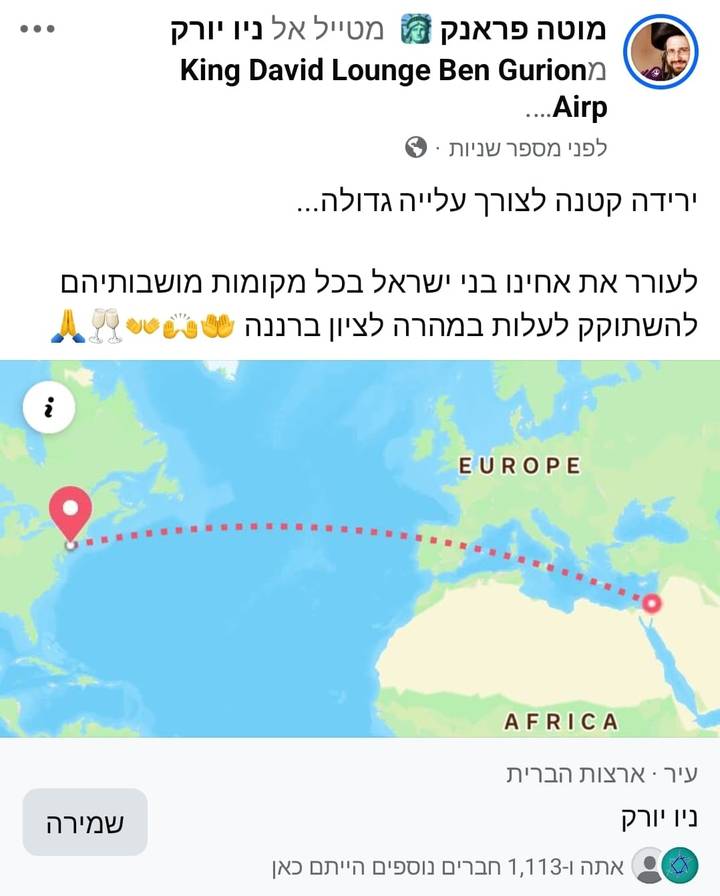 מוטה פראנק 🗽 מטייל אל ניו יורק
מKing David Lounge Ben Gurion
Airp....
לפני מספר שניות ·
ירידה קטנה לצורך עלייה גדולה...
לעורר את אחינו בני ישראל בכל מקומות מושבותיהם
להשתוקק לעלות במהרה לציון ברננה 🤲🙌👐🥂🙏
EUROPE
AFRICA
עיר · ארצות הברית
ניו יורק
שמירה
אתה ו-1,113 חברים נוספים הייתם כאן